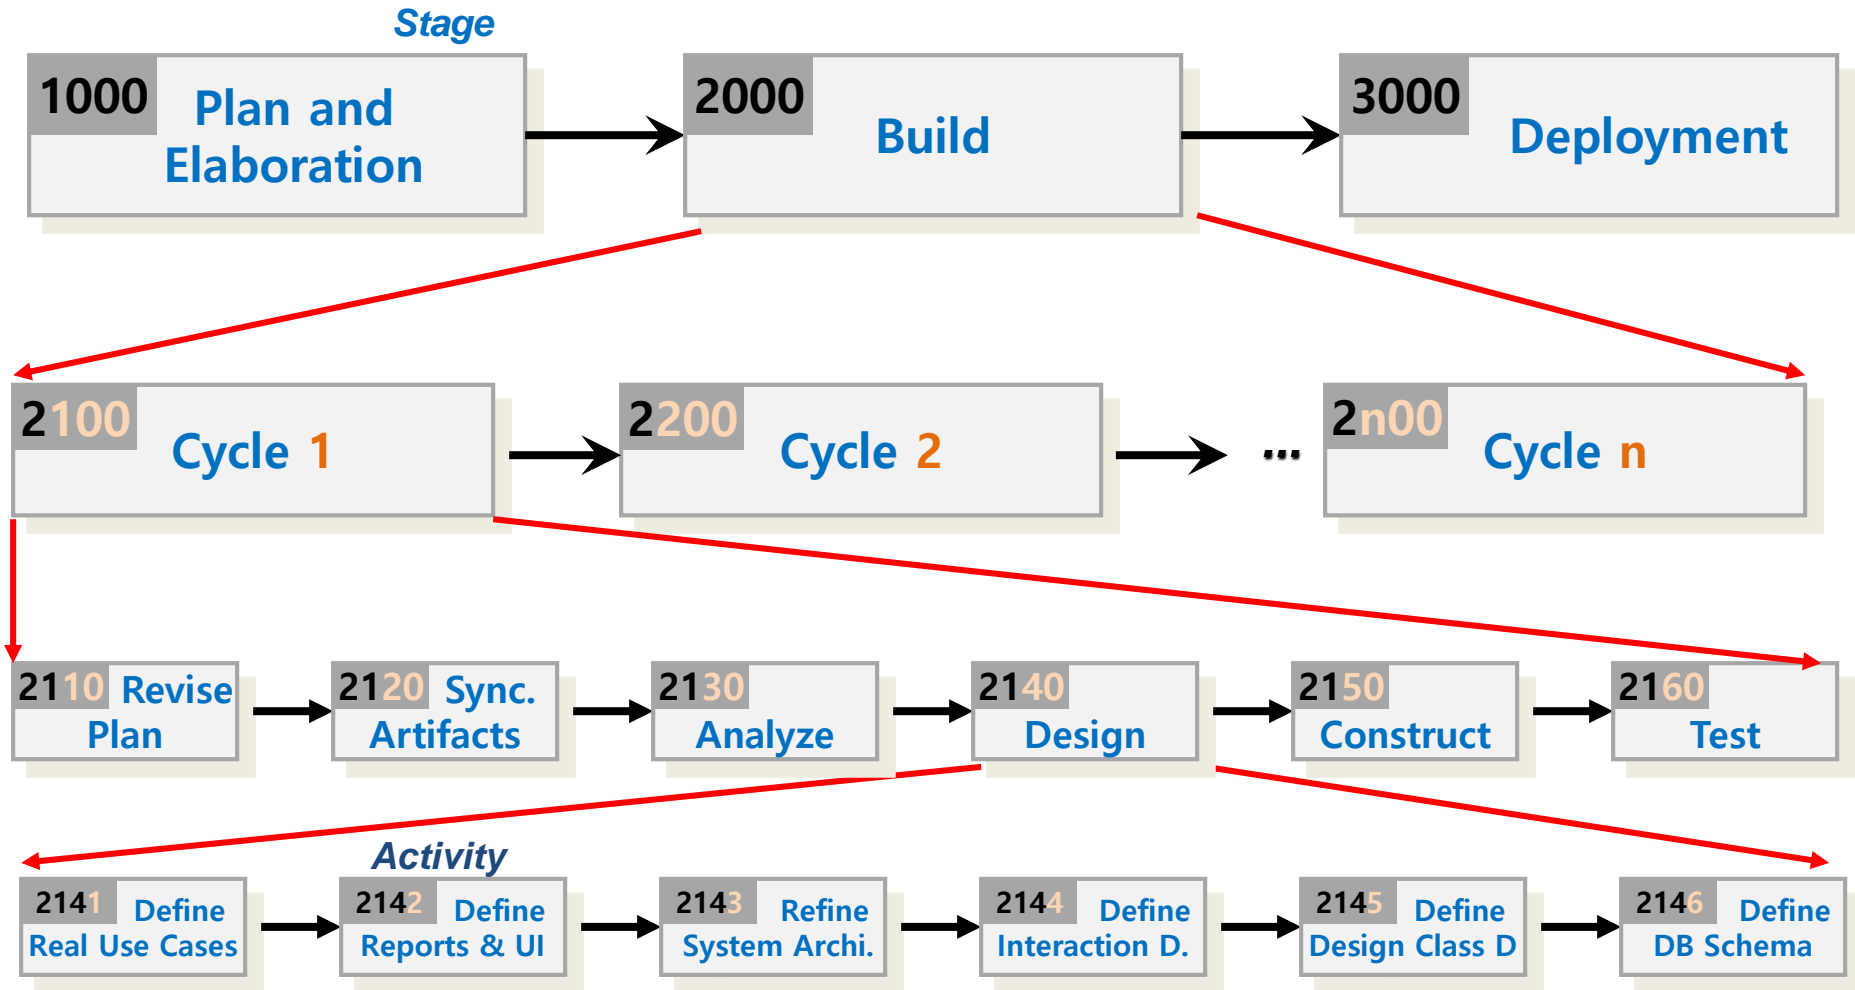 Stage
1000 Plan and
Elaboration
2000
Build
3000
Deployment
2100
Cycle 1
2200
Cycle 2
...
2n00
Cycle n
2110 Revise
Plan
2120 Sync.
Artifacts
2130
Analyze
2140
Design
2150
Construct
2160
Test
Activity
2141 Define
Real Use Cases
2142 Define
Reports & UI
2143 Refine
System Archi.
2144 Define
Interaction D.
2145 Define
Design Class D
2146 Define
DB Schema